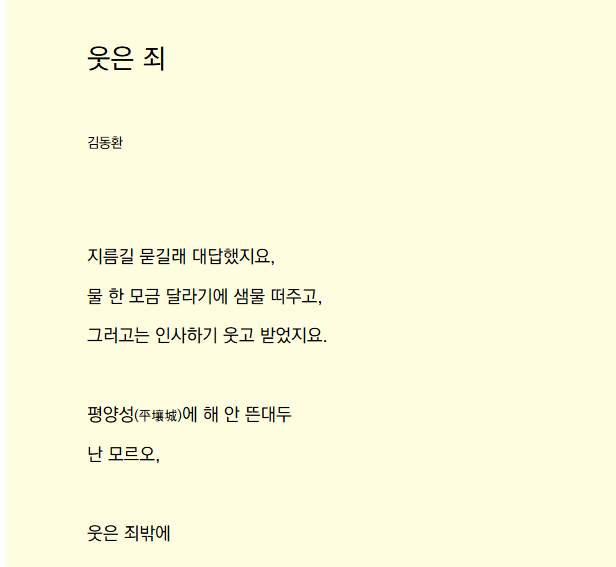 웃은 죄
김동환
지름길 묻길래 대답했지요,
물 한 모금 달라기에 샘물 떠주고,
그러고는 인사하기 웃고 받었지요.
평양성(平壤城)에 해 안 뜬대두
난 모르오,
웃은 죄밖에